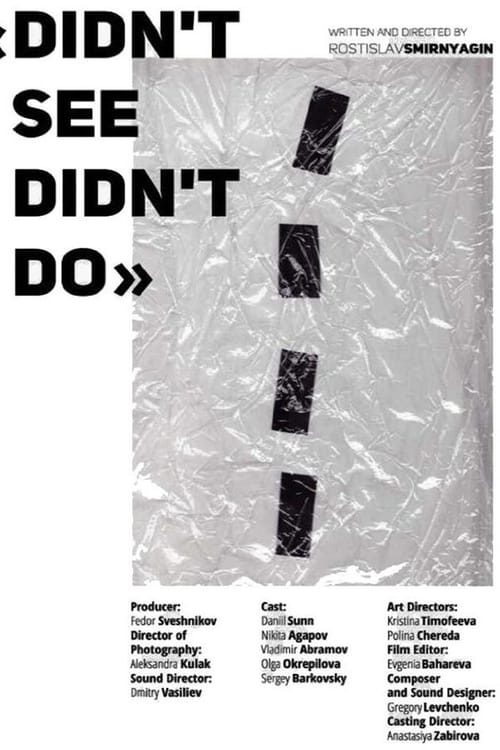 «DIDN'T
SEE
DIDN'T
DO»
WRITTEN AND DIRECTED BY
ROSTISLAVSMIRNYAGIN
Producer:
Fedor Sveshnikov
Director of
Photography:
Aleksandra Kulak
Sound Director:
Dmitry Vasiliev
Cast:
Daniil Sunn
Nikita Agapov
Vladimir Abramov
Olga Okrepilova
Sergey Barkovsky
Art Directors:
Kristina Timofeeva
Polina Chereda
Film Editor:
Evgenia Bahareva
Composer
and Sound Designer:
Gregory Levchenko
Casting Director:
Anastasiya Zabirova